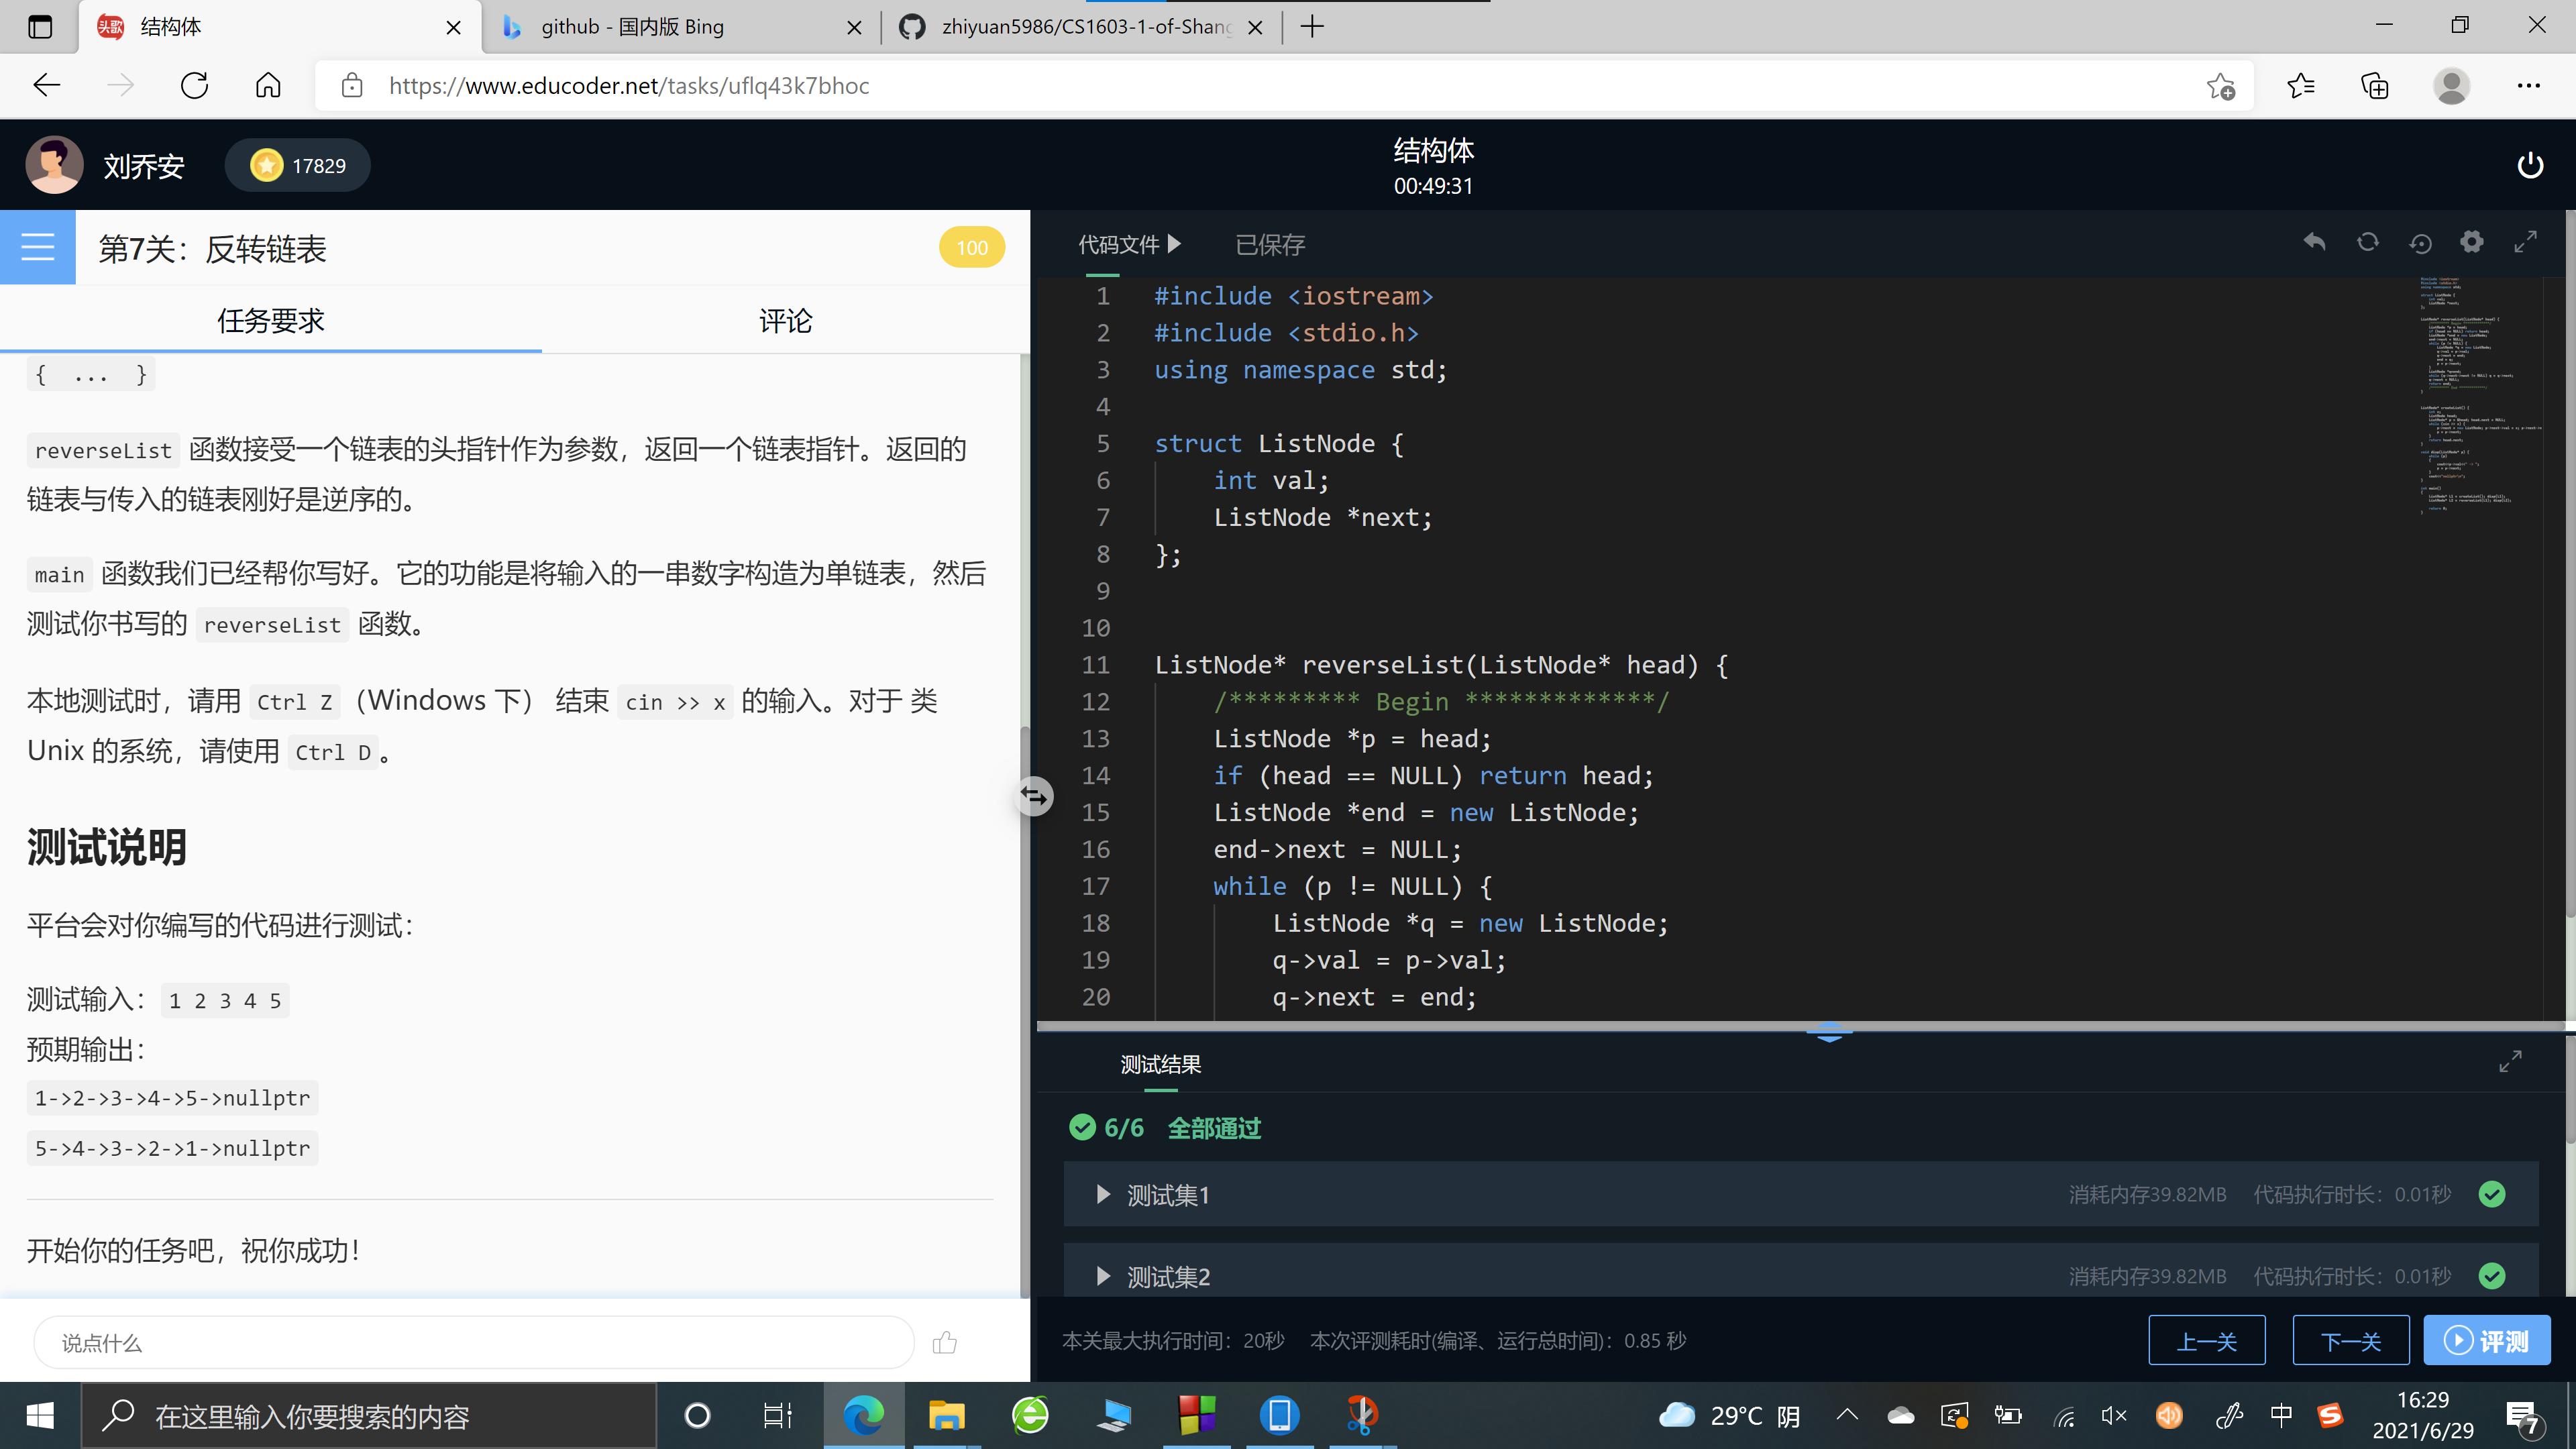 结构体
github - 国内版 Bing
zhiyuan5986/CS1603-1-of-Shang
https://www.educoder.net/tasks/uflq43k7bhoc
刘乔安
17829
结构体
00:49:31
第7关：反转链表
100
任务要求
评论
{  ...  }
reverseList 函数接受一个链表的头指针作为参数，返回一个链表指针。返回的
链表与传入的链表刚好是逆序的。
main 函数我们已经帮你写好。它的功能是将输入的一串数字构造为单链表，然后
测试你书写的 reverseList 函数。
本地测试时，请用 Ctrl Z（Windows 下） 结束 cin >> x 的输入。对于 类
Unix 的系统，请使用 Ctrl D。
测试说明
平台会对你编写的代码进行测试：
测试输入：1 2 3 4 5
预期输出：
1->2->3->4->5->nullptr
5->4->3->2->1->nullptr
开始你的任务吧，祝你成功！
说点什么
代码文件
已保存
1 #include <iostream>
2 #include <stdio.h>
3 using namespace std;
4
5 struct ListNode {
6     int val;
7     ListNode *next;
8 };
9
10
11 ListNode* reverseList(ListNode* head) {
12     /********* Begin *************/
13     ListNode *p = head;
14     if (head == NULL) return head;
15     ListNode *end = new ListNode;
16     end->next = NULL;
17     while (p != NULL) {
18         ListNode *q = new ListNode;
19         q->val = p->val;
20         q->next = end;
测试结果
6/6 全部通过
测试集1
消耗内存39.82MB 代码执行时长：0.01秒
测试集2
消耗内存39.82MB 代码执行时长：0.01秒
本关最大执行时间：20秒 本次评测耗时(编译、运行总时间)：0.85 秒
上一关
下一关
评测
在这里输入你要搜索的内容
29°C 阴
中
16:29
2021/6/29
7